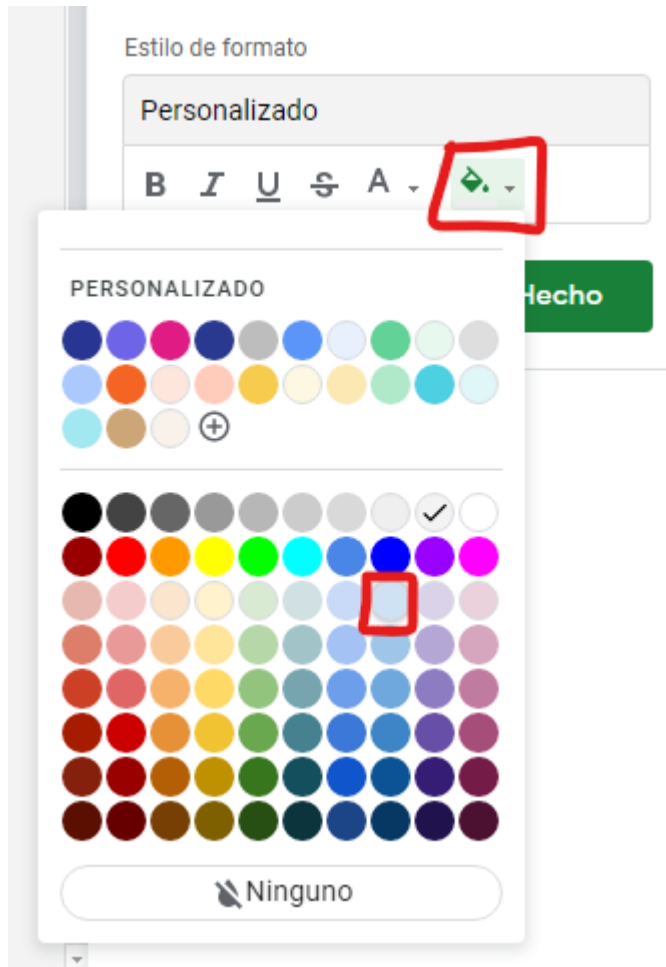 Estilo de formato
Personalizado
B I U S A
PERSONALIZADO
Hecho
Ninguno